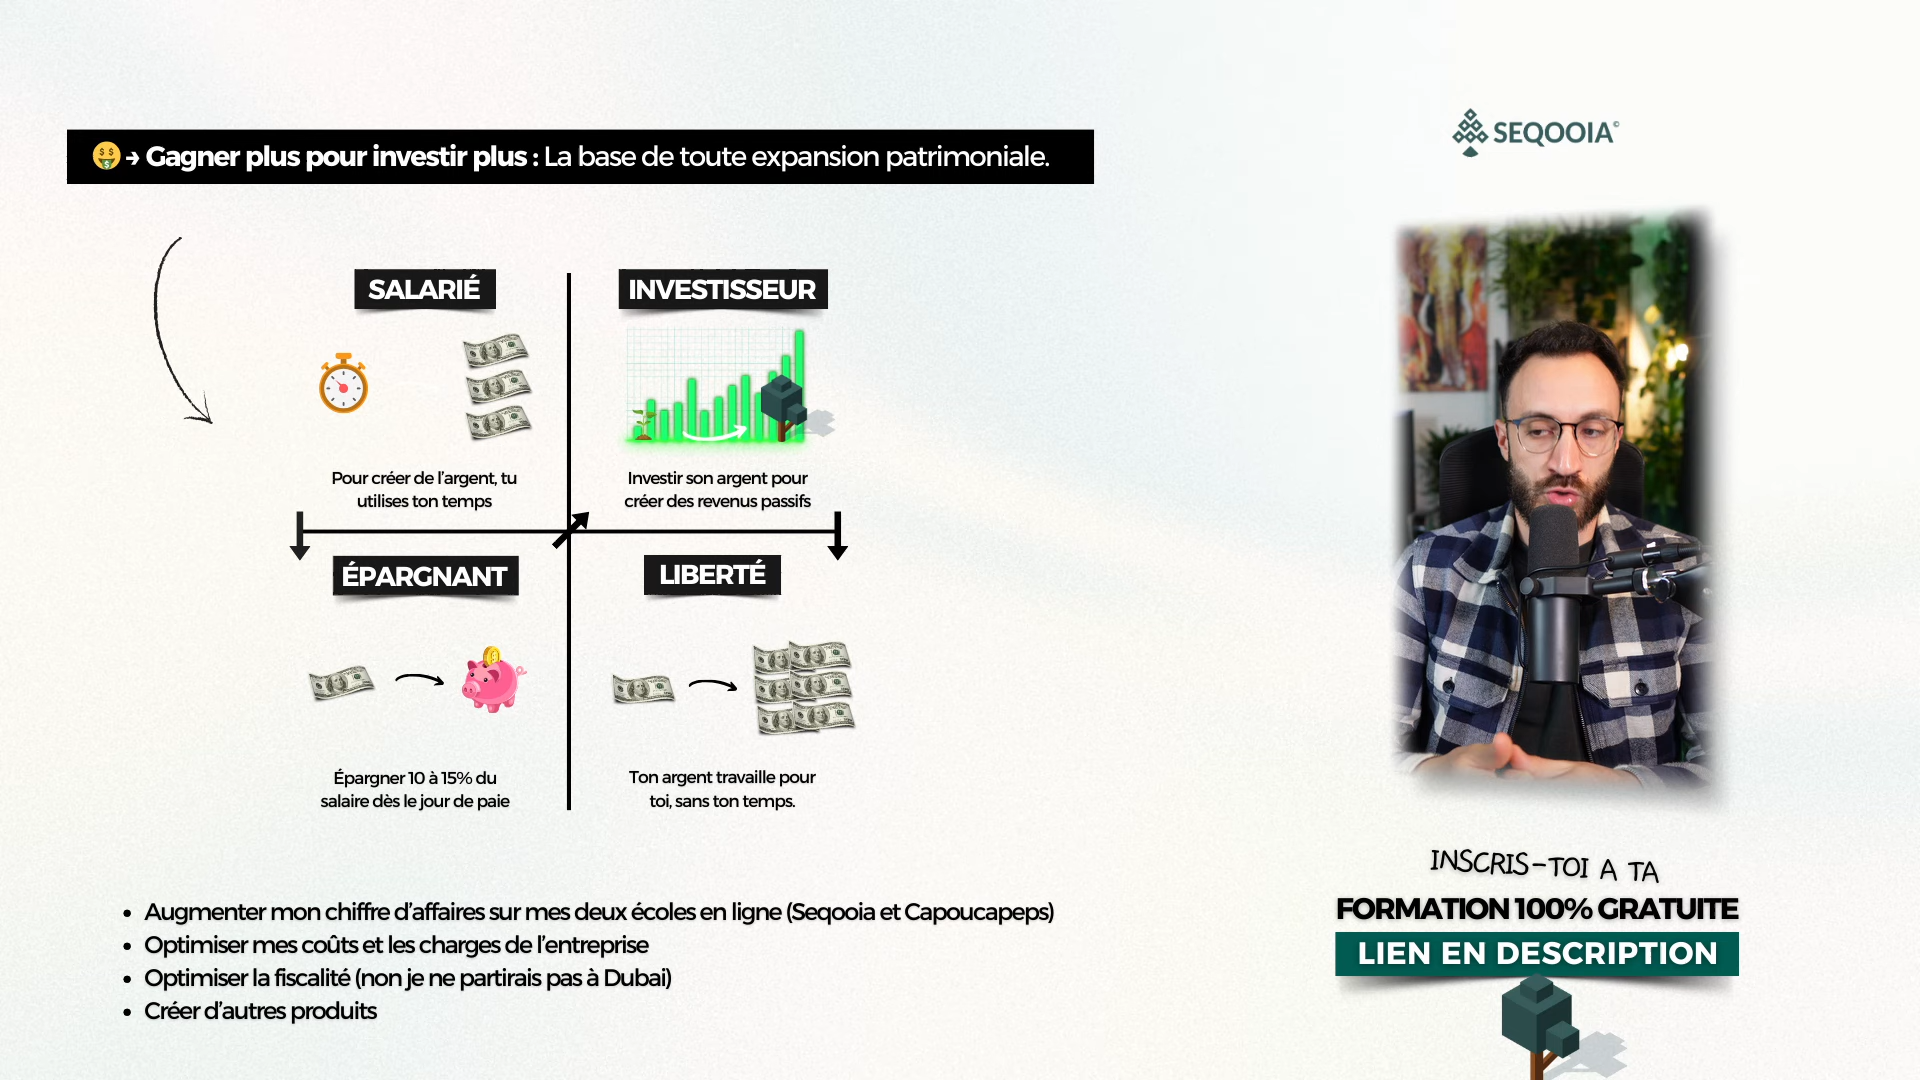 → Gagner plus pour investir plus : La base de toute expansion patrimoniale.
SEQOOIA©
SALARIÉ
Pour créer de l'argent, tu
utilises ton temps
INVESTISSEUR
Investir son argent pour
créer des revenus passifs
ÉPARGNANT
Épargner 10 à 15% du
salaire dès le jour de paie
LIBERTÉ
Ton argent travaille pour
toi, sans ton temps.
• Augmenter mon chiffre d'affaires sur mes deux écoles en ligne (Seqooia et Capoucapeps)
• Optimiser mes coûts et les charges de l'entreprise
• Optimiser la fiscalité (non je ne partirais pas à Dubai)
• Créer d'autres produits
INSCRIS-TOI A TA
FORMATION 100% GRATUITE
LIEN EN DESCRIPTION